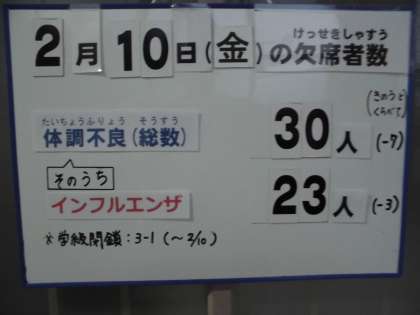 けっせきしゃすう
2月10日(金)の欠席者数
(きのうと
くらべて)
たいちょうふりょう そうすう
体調不良(総数) 30人 (-7)
そのうち
インフルエンザ 23人 (-3)
※学級閉鎖:3-1(〜2/10)